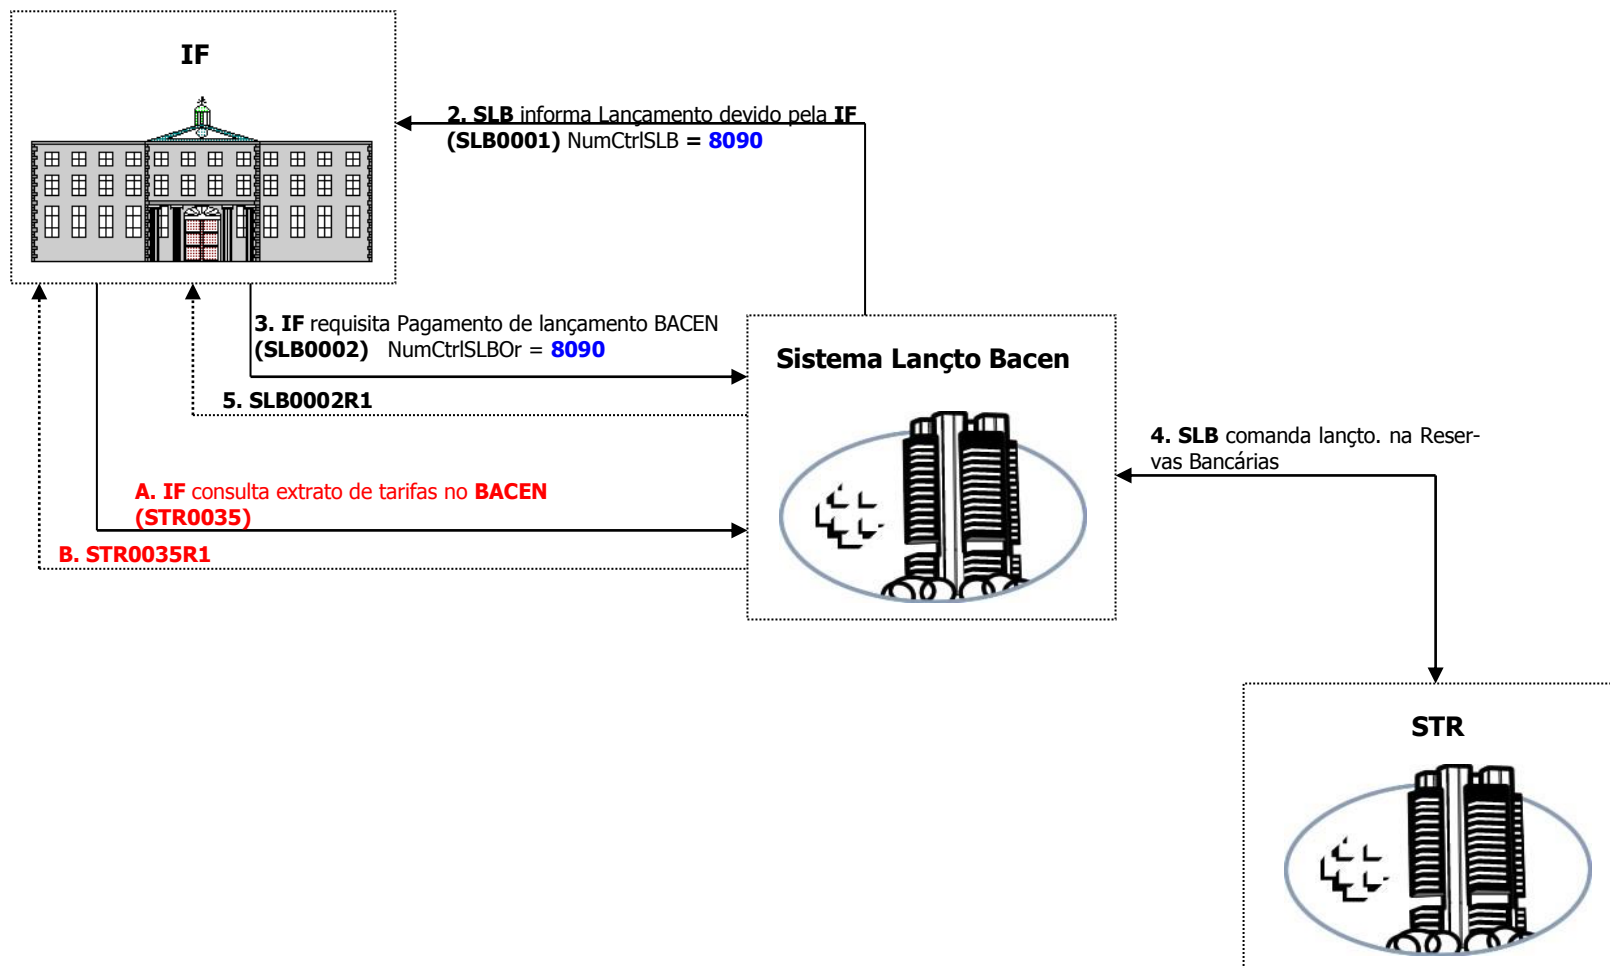 IF
2. SLB informa Lançamento devido pela IF
(SLB0001) NumCtrlSLB = 8090
3. IF requisita Pagamento de lançamento BACEN
(SLB0002) NumCtrlSLBOr = 8090
Sistema Lançto Bacen
5. SLB0002R1
4. SLB comanda lançto. na Reser-
vas Bancárias
A. IF consulta extrato de tarifas no BACEN
(STR0035)
B. STR0035R1
STR